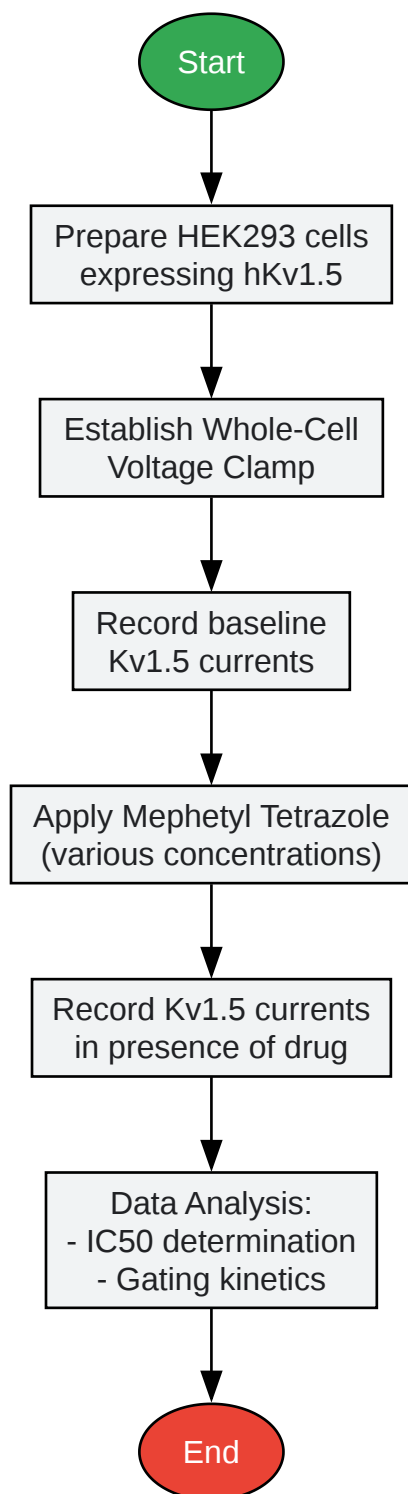 Start
Prepare HEK293 cells
expressing hKv1.5
Establish Whole-Cell
Voltage Clamp
Record baseline
Kv1.5 currents
Apply Mephetyl Tetrazole
(various concentrations)
Record Kv1.5 currents
in presence of drug
Data Analysis:
- IC50 determination
- Gating kinetics
End